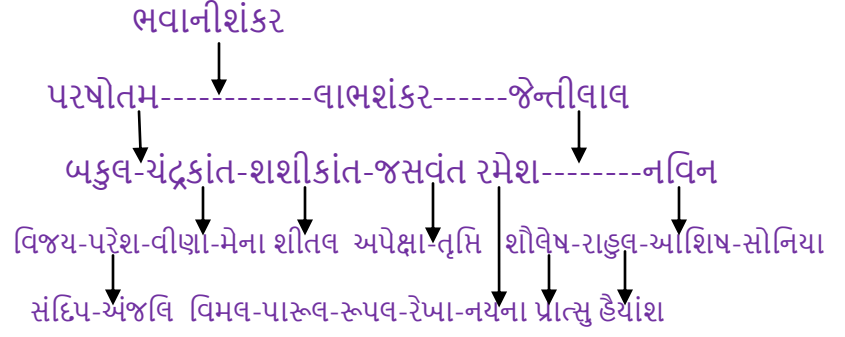 ભવાનીશંકર
પરષોતમ------------લાભશંકર------જેન્તીલાલ
બકુલ-ચંદ્રકાંત-શશીકાંત-જસવંત રમેશ--------નવિન
વિજય-પરેશ-વીણા-મેના શીતલ અપેક્ષા-તૃપ્તિ શૌલેષ-રાહુલ-આશિષ-સોનિયા
સંદિપ-અંજલિ વિમલ-પારૂલ-રૂપલ-રેખા-નયના પ્રાત્સુ હૈયાંશ